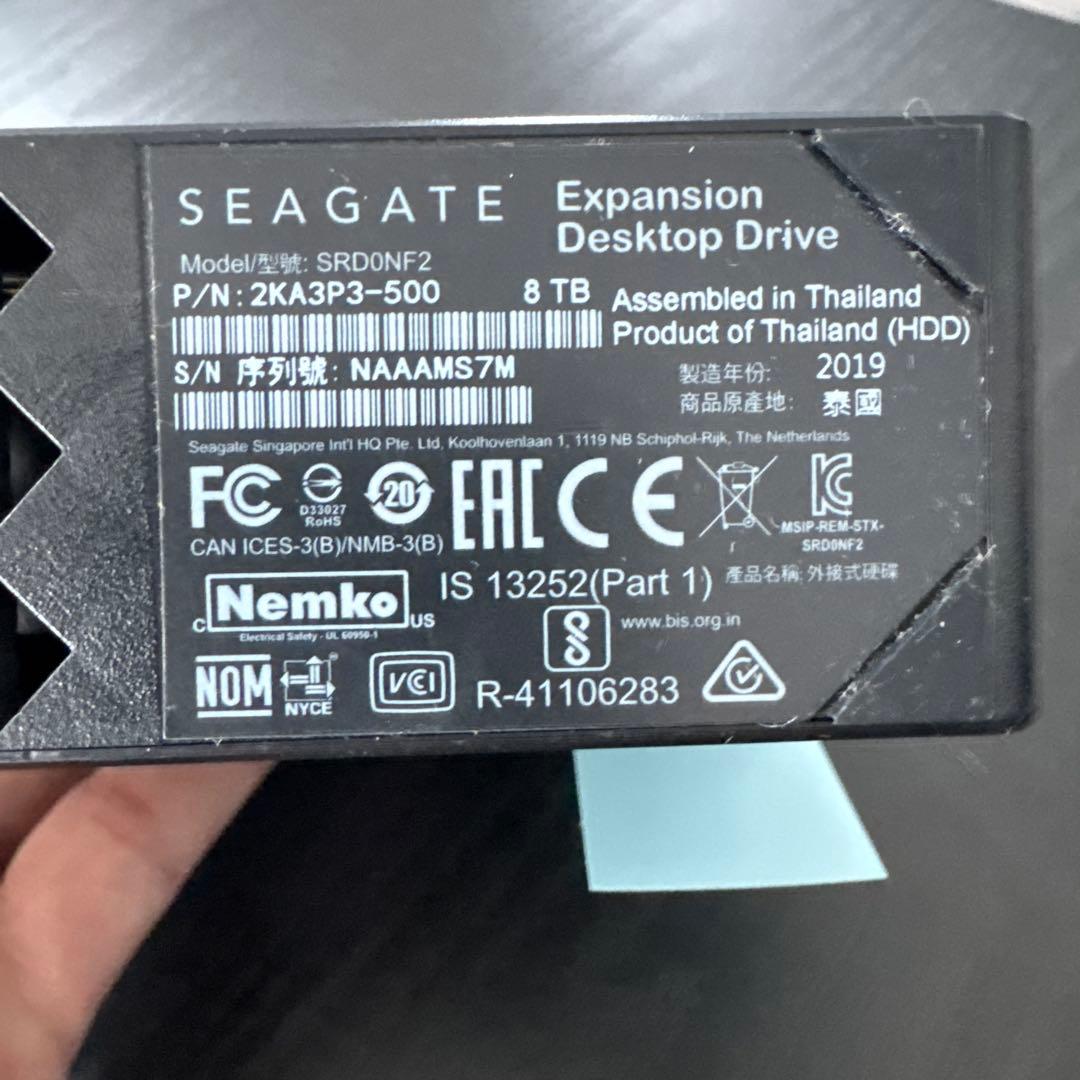 SEAGATE
Expansion
Desktop Drive
Model/型號: SRD0NF2
P/N: 2KA3P3-500 8 TB
Assembled in Thailand
Product of Thailand (HDD)
S/N 序列號: NAAAMS7M
製造年份: 2019
商品原產地: 泰國
Seagate Singapore Int'l HQ Pte. Ltd, Koolhovenlaan 1, 1119 NB Schiphol-Rijk, The Netherlands
FC
D33027
RoHS
20
EAC
CE
KC
MSIP-REM-STX-
SRD0NF2
CAN ICES-3(B)/NMB-3(B)
c Nemko US
Electrical Safety - UL 60950-1
IS 13252(Part 1)
產品名稱: 外接式硬碟
www.bis.org.in
R-41106283
NOM
NYCE
VCI